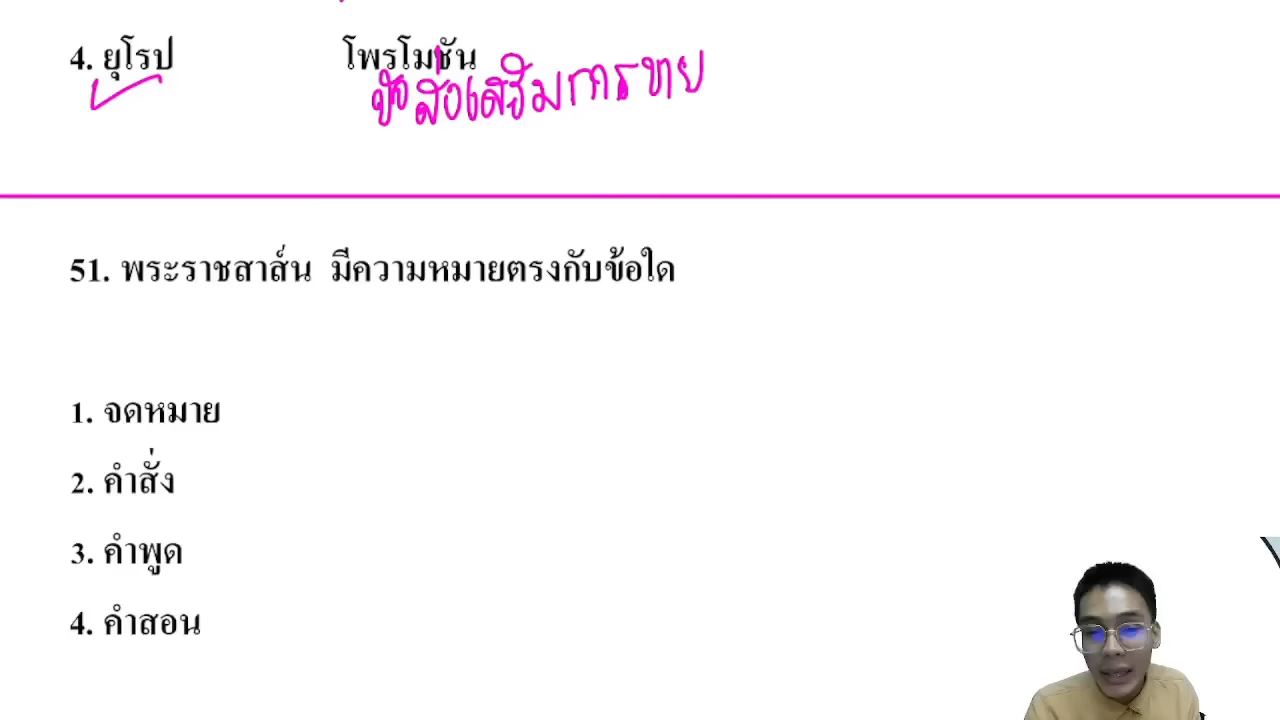 4. ยุโรป โพรโมชัน
สื่อส่งเสริมการขาย
51. พระราชสาส์น มีความหมายตรงกับข้อใด
1. จดหมาย
2. คำสั่ง
3. คำพูด
4. คำสอน